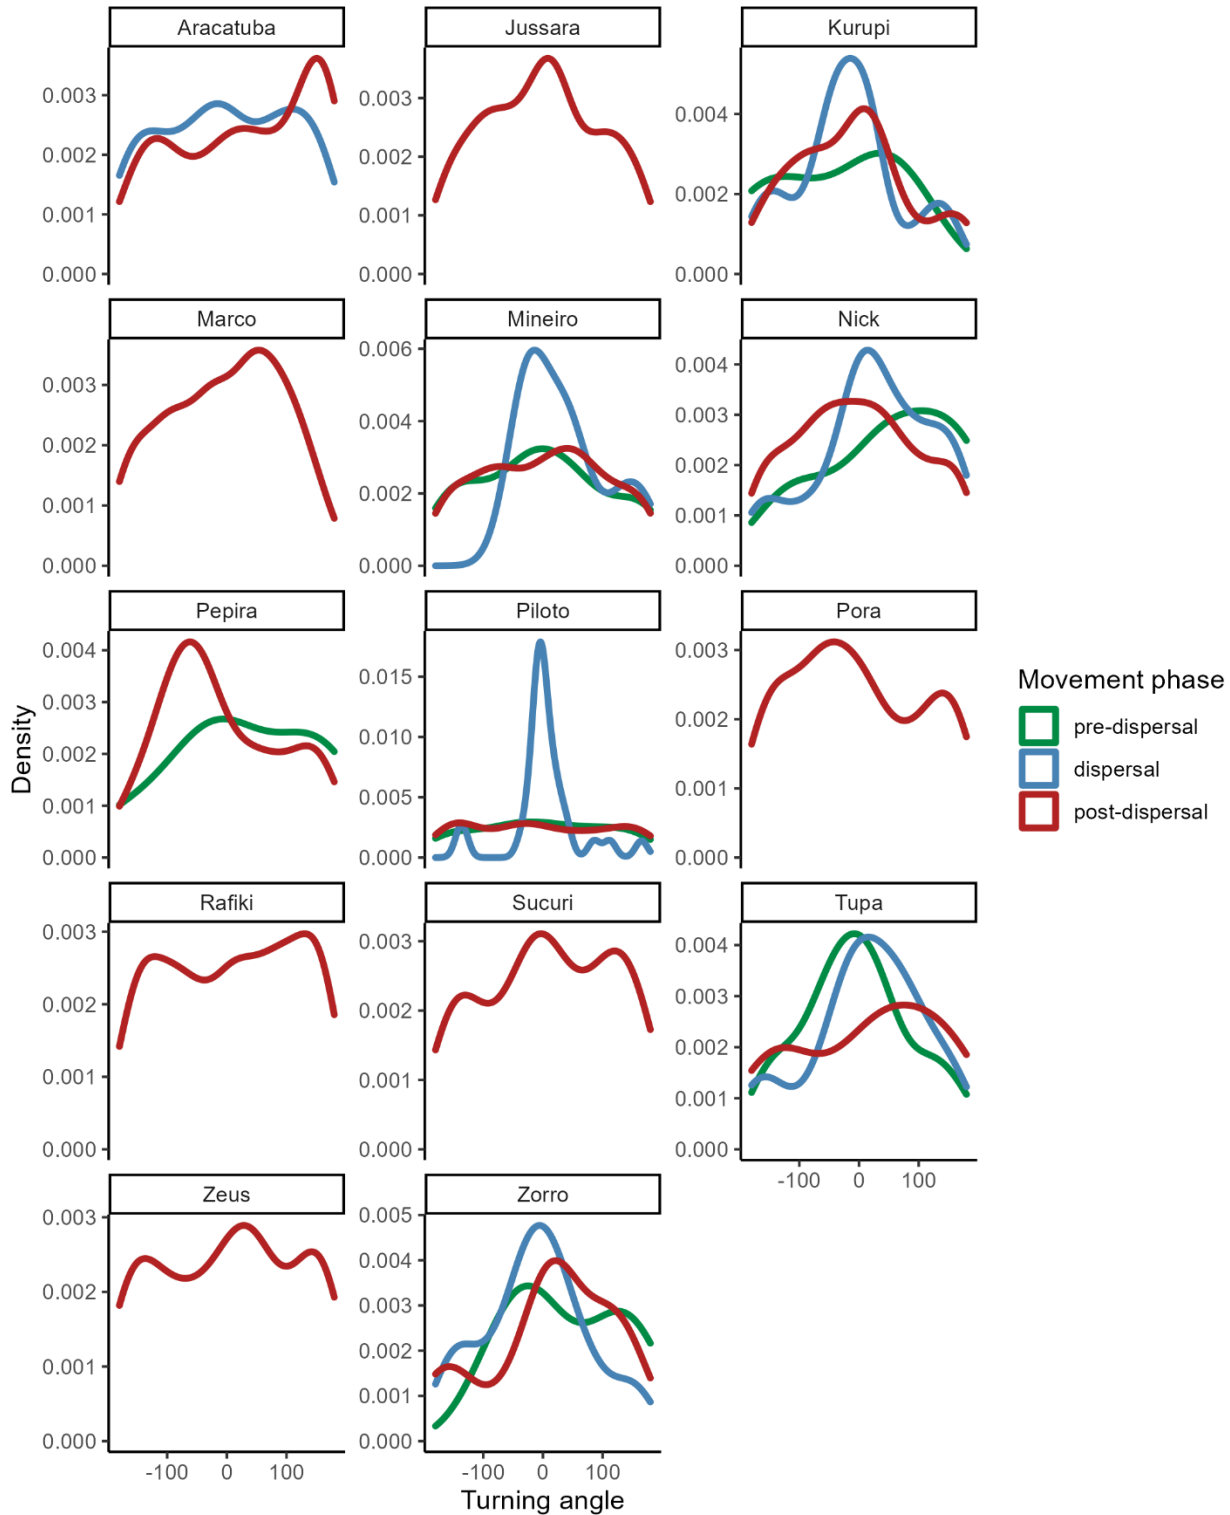 Aracatuba
0.003
0.002
0.001
0.000
Jussara
0.003
0.002
0.001
0.000
Kurupi
0.004
0.002
0.000
Marco
0.003
0.002
0.001
0.000
Mineiro
0.006
0.004
0.002
0.000
Nick
0.004
0.003
0.002
0.001
0.000
Pepira
0.004
0.003
0.002
0.001
0.000
Piloto
0.015
0.010
0.005
0.000
Pora
0.003
0.002
0.001
0.000
Rafiki
0.003
0.002
0.001
0.000
Sucuri
0.003
0.002
0.001
0.000
Tupa
0.004
0.003
0.002
0.001
0.000
-100 0 100
Zeus
0.003
0.002
0.001
0.000
-100 0 100
Zorro
0.005
0.004
0.003
0.002
0.001
0.000
-100 0 100
Density
Turning angle
Movement phase
pre-dispersal
dispersal
post-dispersal